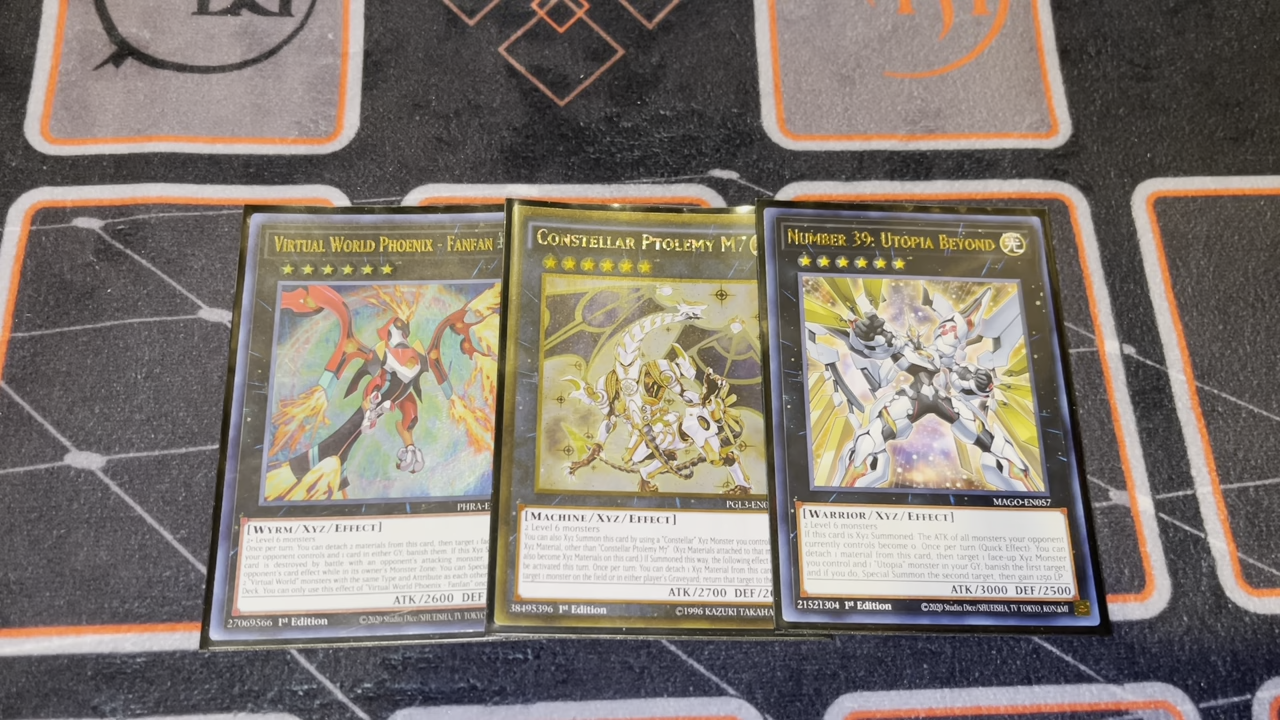 VIRTUAL WORLD PHOENIX - FANFAN
PHRA-E
[WYRM/XYZ/EFFECT]
2+ Level 6 monsters
Once per turn: You can detach 2 materials from this card, then target 1 fa
your opponent controls and 1 card in either GY; banish them. If this Xyz
card is destroyed by battle with an opponent's attacking monster
opponent's card effect while in its owner's Monster Zone: You can Special
2 "Virtual World" monsters with the same Type and Attribute as each other
Deck. You can only use this effect of "Virtual World Phoenix - Fanfan" onc
ATK/2600 DEF
27069566 1st Edition ©2020 Studio Dice/SHUEISHA, TV TOKYO
CONSTELLAR PTOLEMY M7
PGL3-EN0
[MACHINE/XYZ/EFFECT]
2 Level 6 monsters
You can also Xyz Summon this card by using a "Constellar" Xyz Monster you control
Xyz Material, other than "Constellar Ptolemy M7". (Xyz Materials attached to that m
also become Xyz Materials on this card.) If Summoned this way, the following effect
be activated this turn. Once per turn: You can detach 1 Xyz Material from this card,
target 1 monster on the field or in either player's Graveyard; return that target to the
ATK/2700 DEF/2
38495396 1st Edition ©1996 KAZUKI TAKAHA
NUMBER 39: UTOPIA BEYOND 光
MAGO-EN057
[WARRIOR/XYZ/EFFECT]
2 Level 6 monsters
If this card is Xyz Summoned: The ATK of all monsters your opponent
currently controls become 0. Once per turn (Quick Effect): You can
detach 1 material from this card, then target 1 face-up Xyz Monster
you control and 1 "Utopia" monster in your GY; banish the first target,
and if you do, Special Summon the second target, then gain 1250 LP.
ATK/3000 DEF/2500
21521304 1st Edition ©2020 Studio Dice/SHUEISHA, TV TOKYO, KONAMI